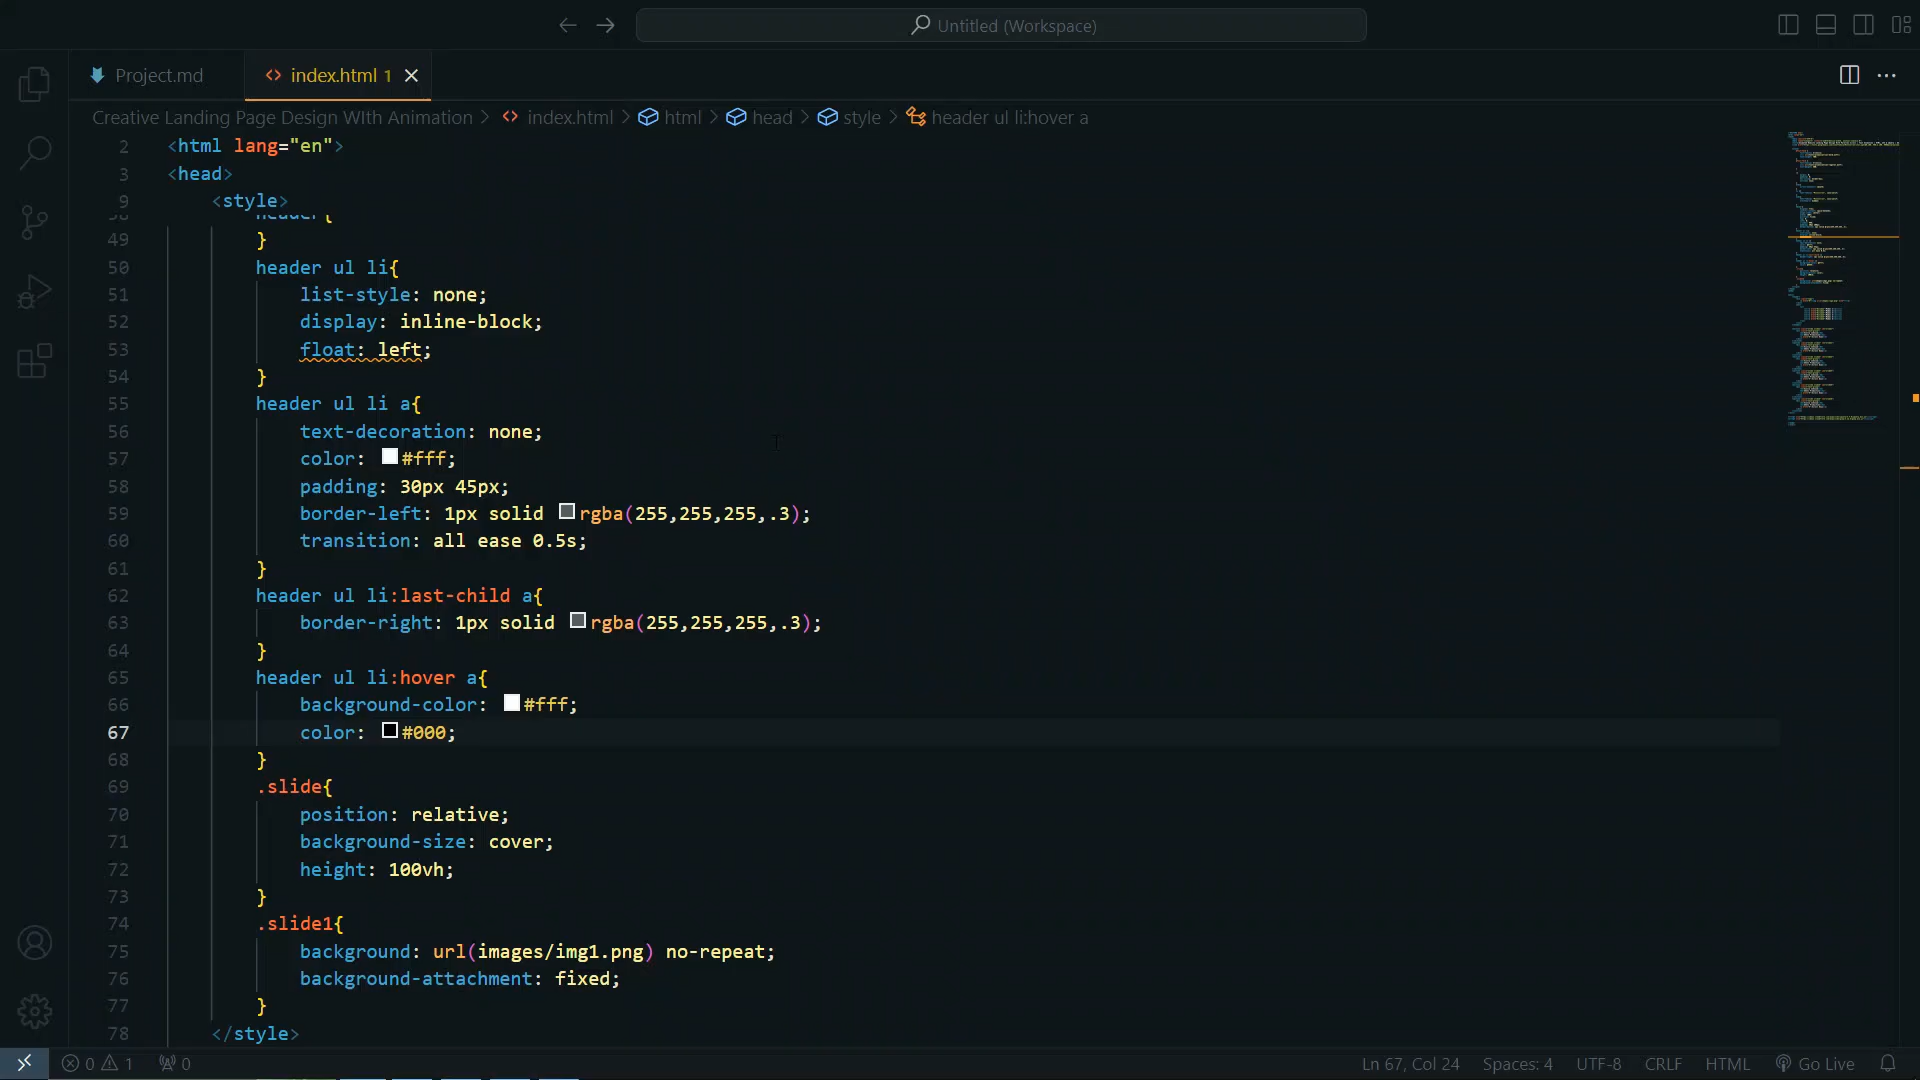 Untitled (Workspace)
Project.md
index.html 1
Creative Landing Page Design WIth Animation > index.html > html > head > style > header ul li:hover a
2 <html lang="en">
3 <head>
9 <style>
38 header{
49 }
50 header ul li{
51 list-style: none;
52 display: inline-block;
53 float: left;
54 }
55 header ul li a{
56 text-decoration: none;
57 color: #fff;
58 padding: 30px 45px;
59 border-left: 1px solid rgba(255,255,255,.3);
60 transition: all ease 0.5s;
61 }
62 header ul li:last-child a{
63 border-right: 1px solid rgba(255,255,255,.3);
64 }
65 header ul li:hover a{
66 background-color: #fff;
67 color: #000;
68 }
69 .slide{
70 position: relative;
71 background-size: cover;
72 height: 100vh;
73 }
74 .slide1{
75 background: url(images/img1.png) no-repeat;
76 background-attachment: fixed;
77 }
78 </style>
0 1 0 Ln 67, Col 24 Spaces: 4 UTF-8 CRLF HTML Go Live